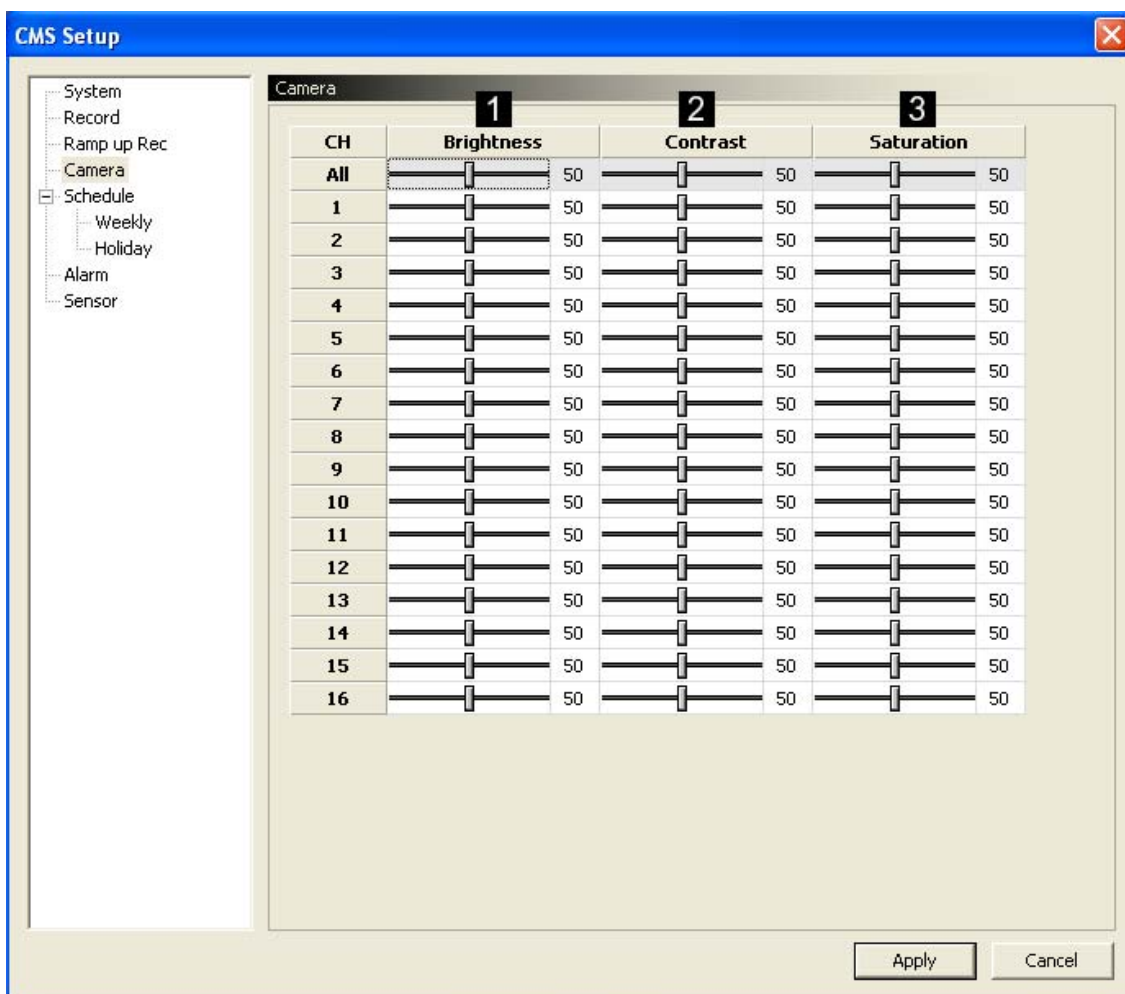 CMS Setup
System
Record
Ramp up Rec
Camera
Schedule
Weekly
Holiday
Alarm
Sensor
Camera
1 2 3
CH Brightness Contrast Saturation
All 50 50 50
1 50 50 50
2 50 50 50
3 50 50 50
4 50 50 50
5 50 50 50
6 50 50 50
7 50 50 50
8 50 50 50
9 50 50 50
10 50 50 50
11 50 50 50
12 50 50 50
13 50 50 50
14 50 50 50
15 50 50 50
16 50 50 50
Apply Cancel